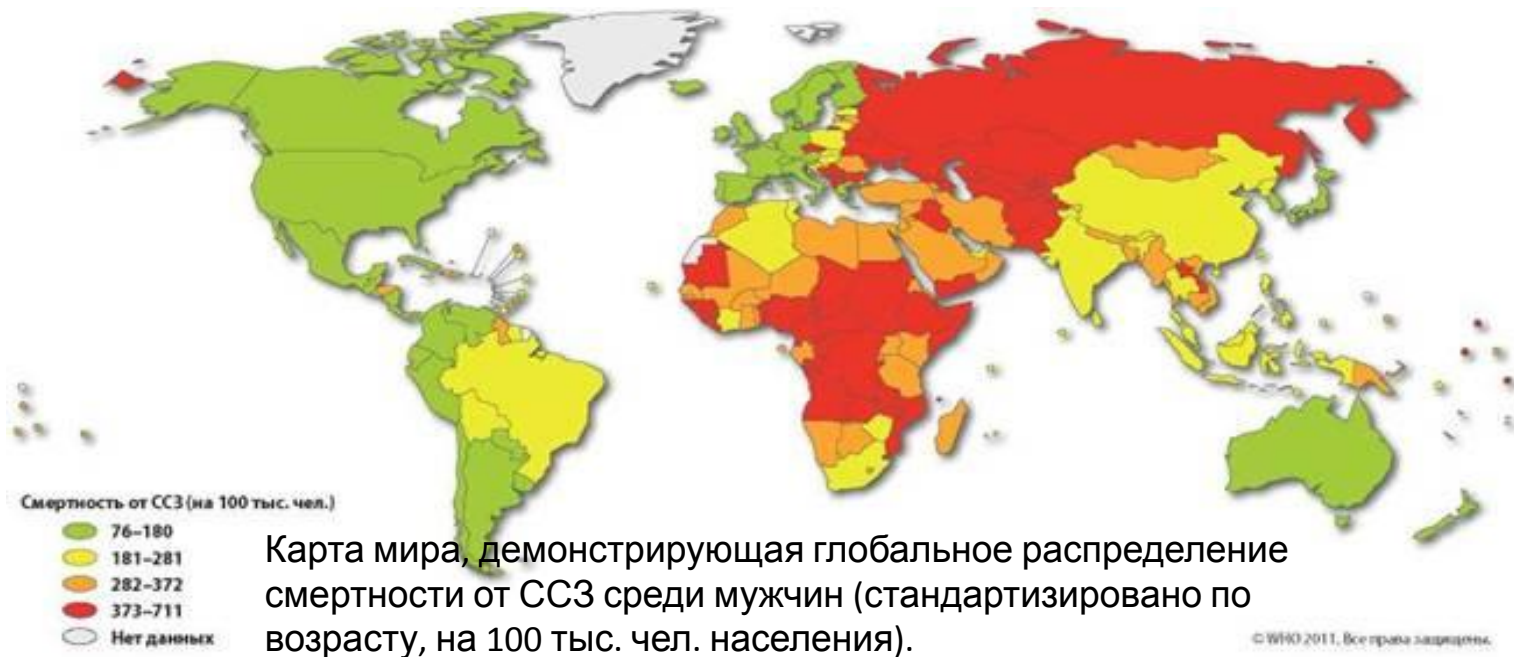 Смертность от ССЗ (на 100 тыс. чел.)
76–180
181–281
282–372
373–711
Нет данных
Карта мира, демонстрирующая глобальное распределение
смертности от ССЗ среди мужчин (стандартизировано по
возрасту, на 100 тыс. чел. населения).
© WHO 2011. Все права защищены.